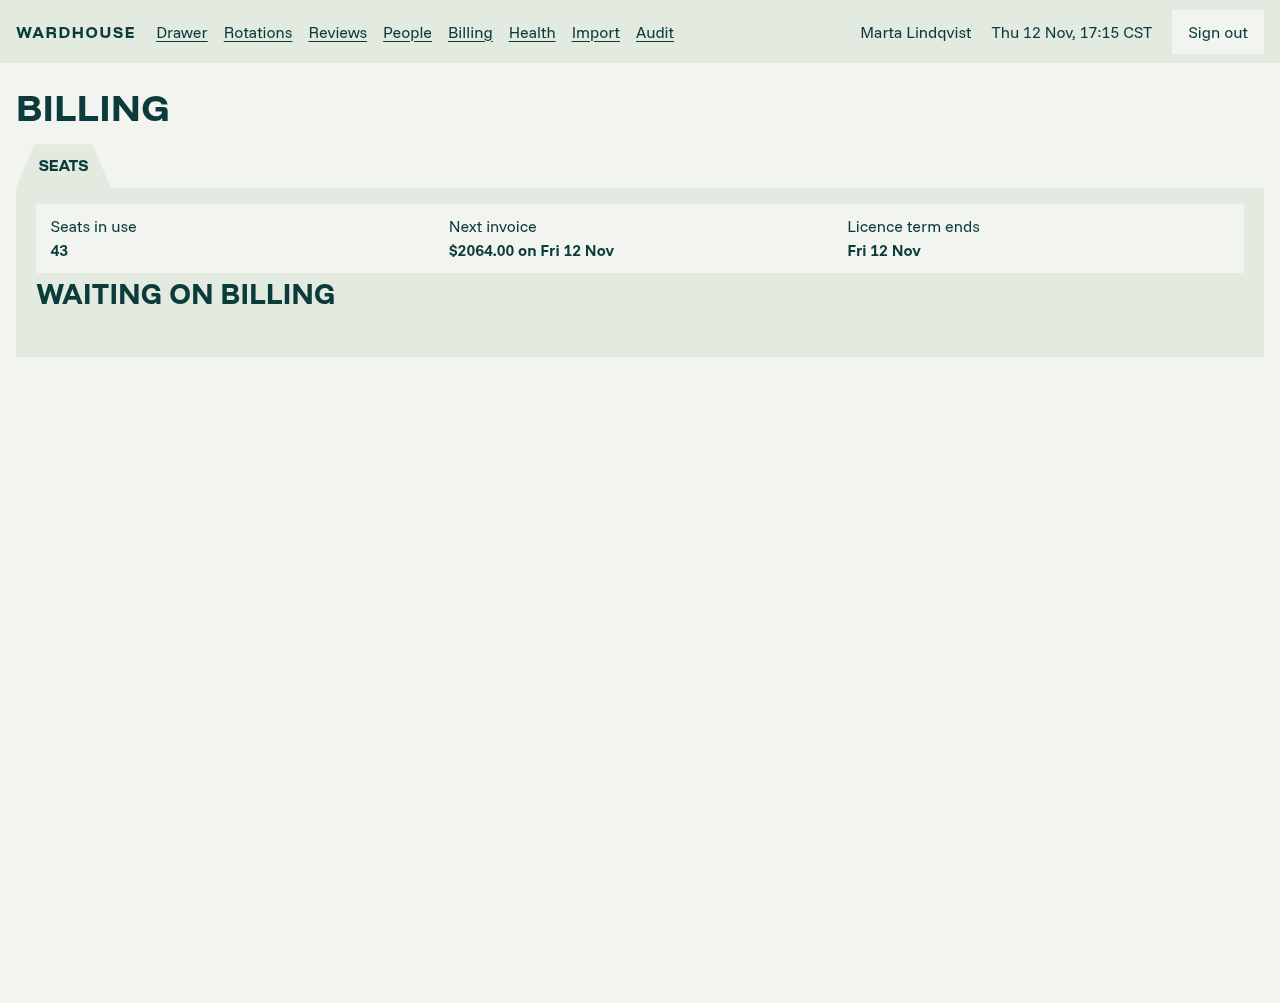 WARDHOUSE Drawer Rotations Reviews People Billing Health Import Audit Marta Lindqvist Thu 12 Nov, 17:15 CST Sign out
BILLING
SEATS
Seats in use Next invoice Licence term ends
43 $2064.00 on Fri 12 Nov Fri 12 Nov
WAITING ON BILLING